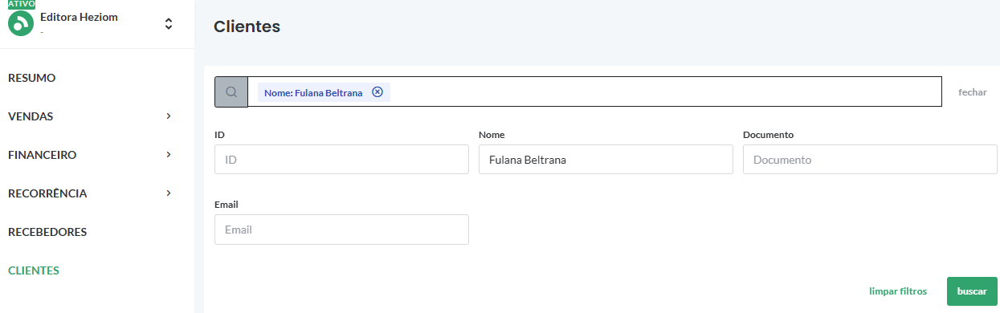 ATIVO
Editora Heziom
-
RESUMO
VENDAS
FINANCEIRO
RECORRÊNCIA
RECEBEDORES
CLIENTES
Clientes
Nome: Fulana Beltrana
fechar
ID
ID
Nome
Fulana Beltrana
Documento
Documento
Email
Email
limpar filtros
buscar